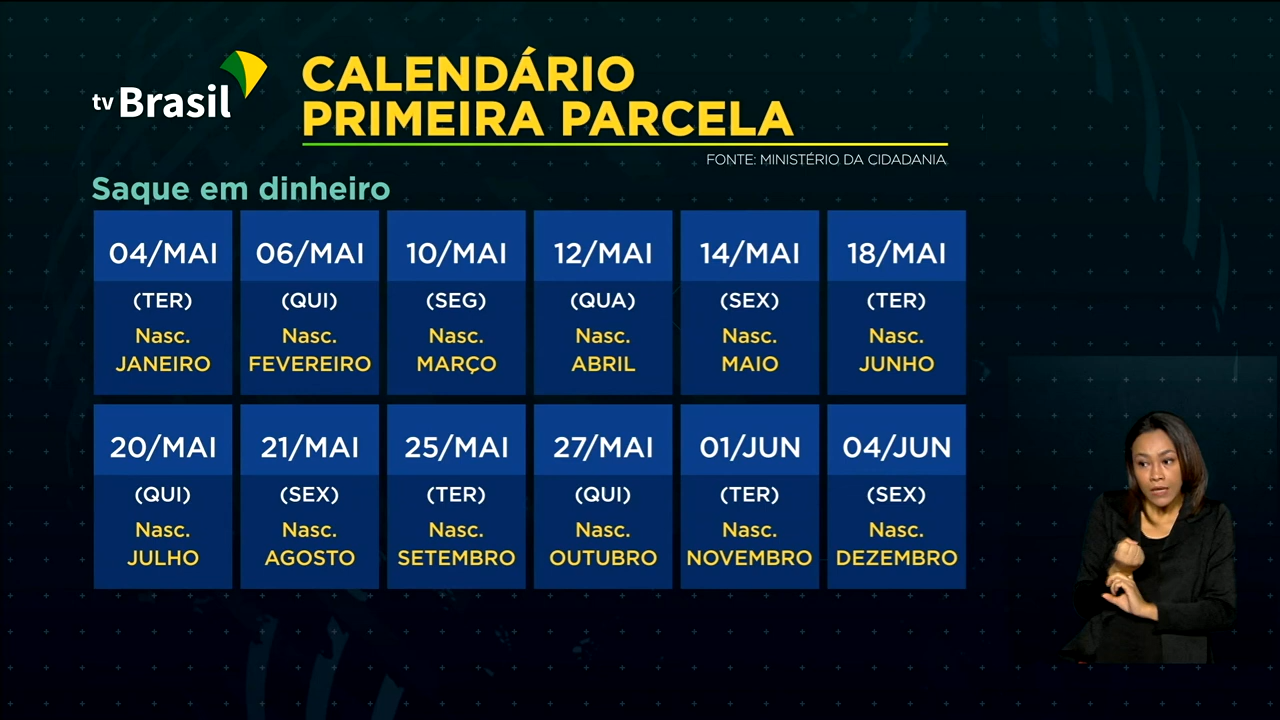 tv Brasil
CALENDÁRIO
PRIMEIRA PARCELA
FONTE: MINISTÉRIO DA CIDADANIA
Saque em dinheiro
04/MAI
(TER)
Nasc.
JANEIRO
06/MAI
(QUI)
Nasc.
FEVEREIRO
10/MAI
(SEG)
Nasc.
MARÇO
12/MAI
(QUA)
Nasc.
ABRIL
14/MAI
(SEX)
Nasc.
MAIO
18/MAI
(TER)
Nasc.
JUNHO
20/MAI
(QUI)
Nasc.
JULHO
21/MAI
(SEX)
Nasc.
AGOSTO
25/MAI
(TER)
Nasc.
SETEMBRO
27/MAI
(QUI)
Nasc.
OUTUBRO
01/JUN
(TER)
Nasc.
NOVEMBRO
04/JUN
(SEX)
Nasc.
DEZEMBRO